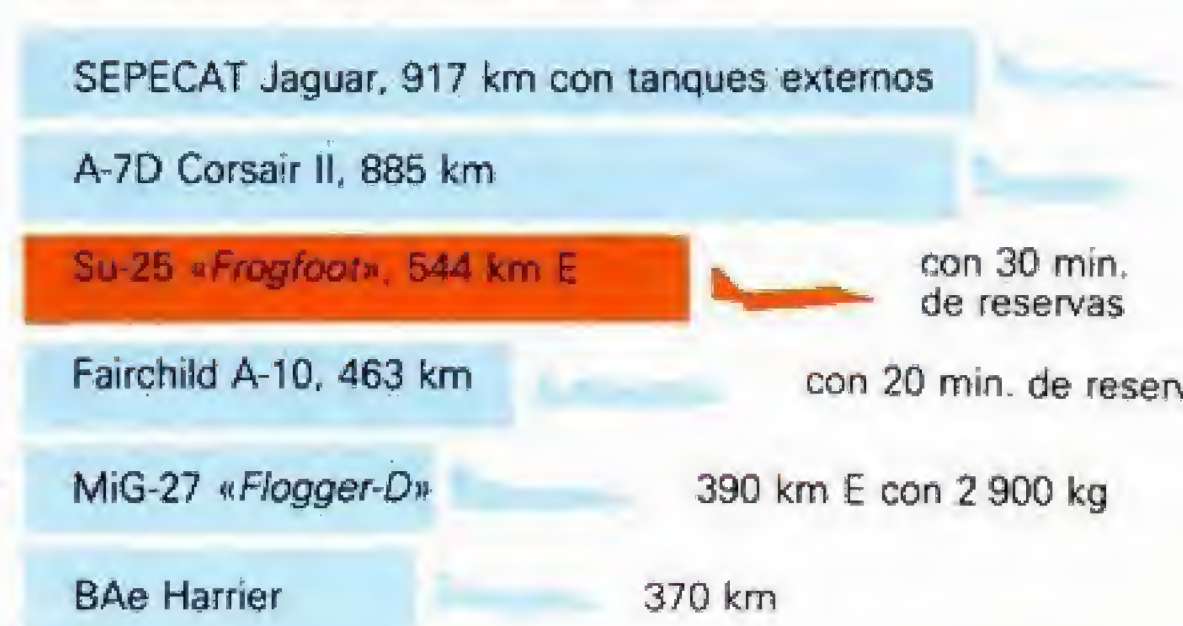 SEPECAT Jaguar, 917 km con tanques externos
A-7D Corsair II, 885 km
Su-25 «Frogfoot», 544 km E
con 30 min.
de reservas
Fairchild A-10, 463 km
con 20 min. de reserv
MiG-27 «Flogger-D»
390 km E con 2 900 kg
BAe Harrier
370 km